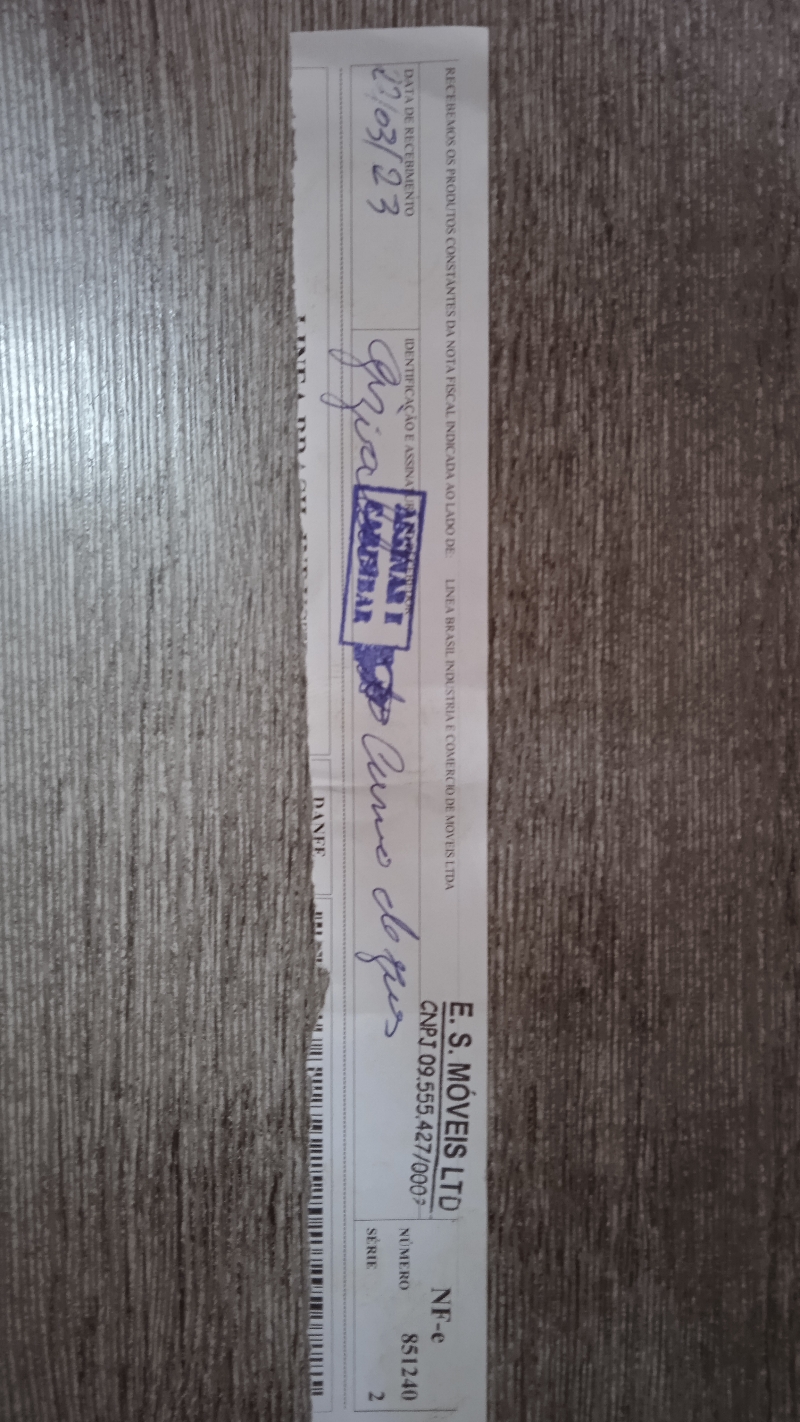 RECEBEMOS OS PRODUTOS CONSTANTES DA NOTA FISCAL INDICADA AO LADO DE: LINEA BRASIL INDUSTRIA E COMERCIO DE MOVEIS LTDA
E. S. MÓVEIS LTD
CNPJ 09.555.427/000
NF-e
DATA DE RECEBIMENTO
IDENTIFICAÇÃO E ASSINA
/03/23
ASSINAR E
CARIMBAR
NÚMERO 851240
SÉRIE 2
DANFE